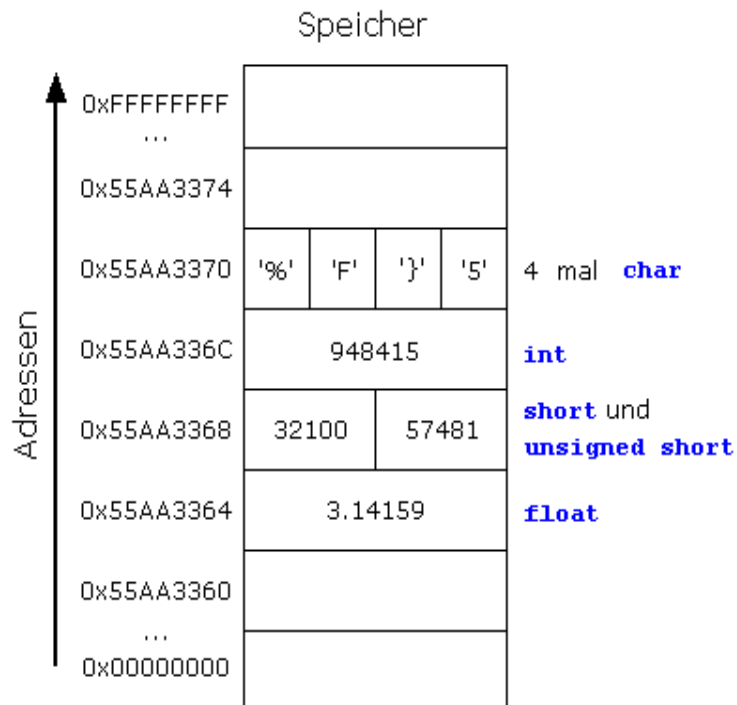 Speicher
0xFFFFFFFF
...
0x55AA3374
0x55AA3370 '%' 'F' '}' '5' 4 mal char
0x55AA336C 948415 int
0x55AA3368 32100 57481 short und
unsigned short
0x55AA3364 3.14159 float
0x55AA3360
...
0x00000000
Adressen